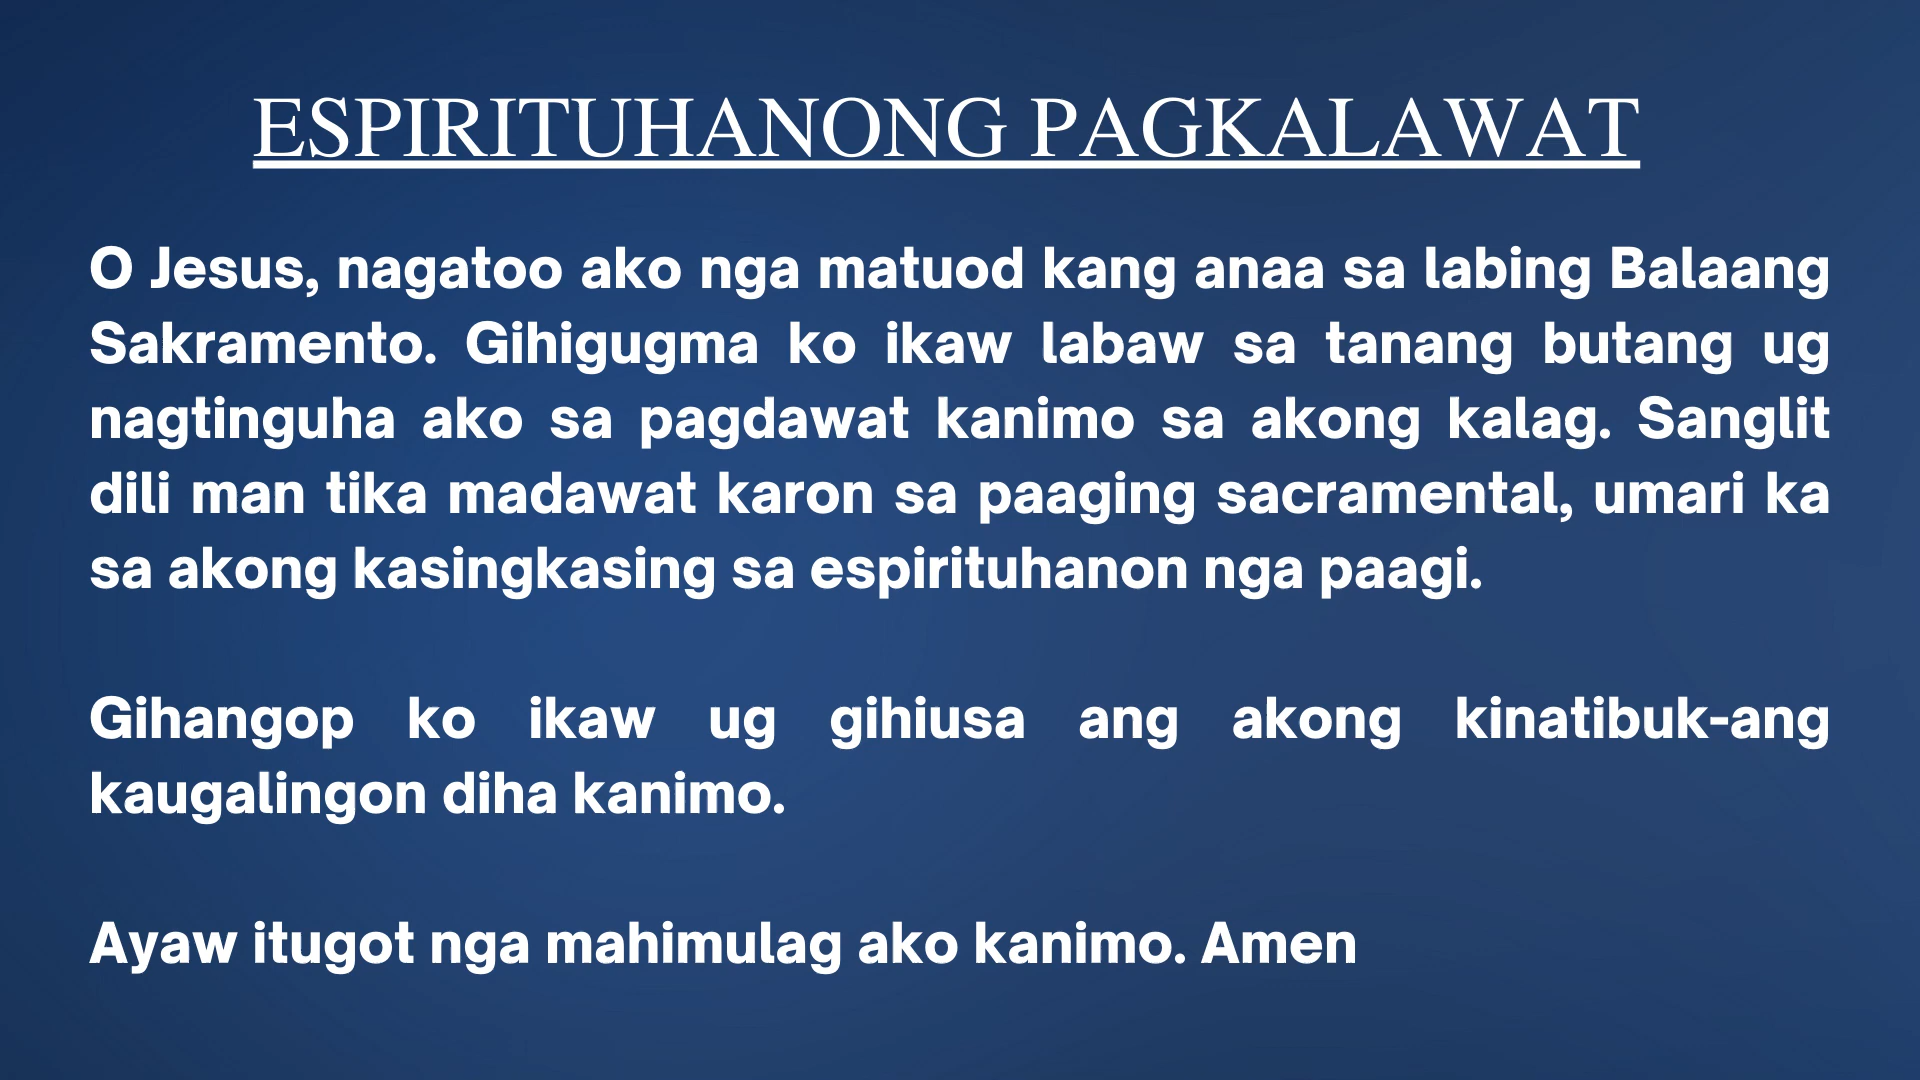 ESPIRITUHANONG PAGKALAWAT
O Jesus, nagatoo ako nga matuod kang anaa sa labing Balaang
Sakramento. Gihigugma ko ikaw labaw sa tanang butang ug
nagtinguha ako sa pagdawat kanimo sa akong kalag. Sanglit
dili man tika madawat karon sa paaging sacramental, umari ka
sa akong kasingkasing sa espirituhanon nga paagi.
Gihangop ko ikaw ug gihiusa ang akong kinatibuk-ang
kaugalingon diha kanimo.
Ayaw itugot nga mahimulag ako kanimo. Amen